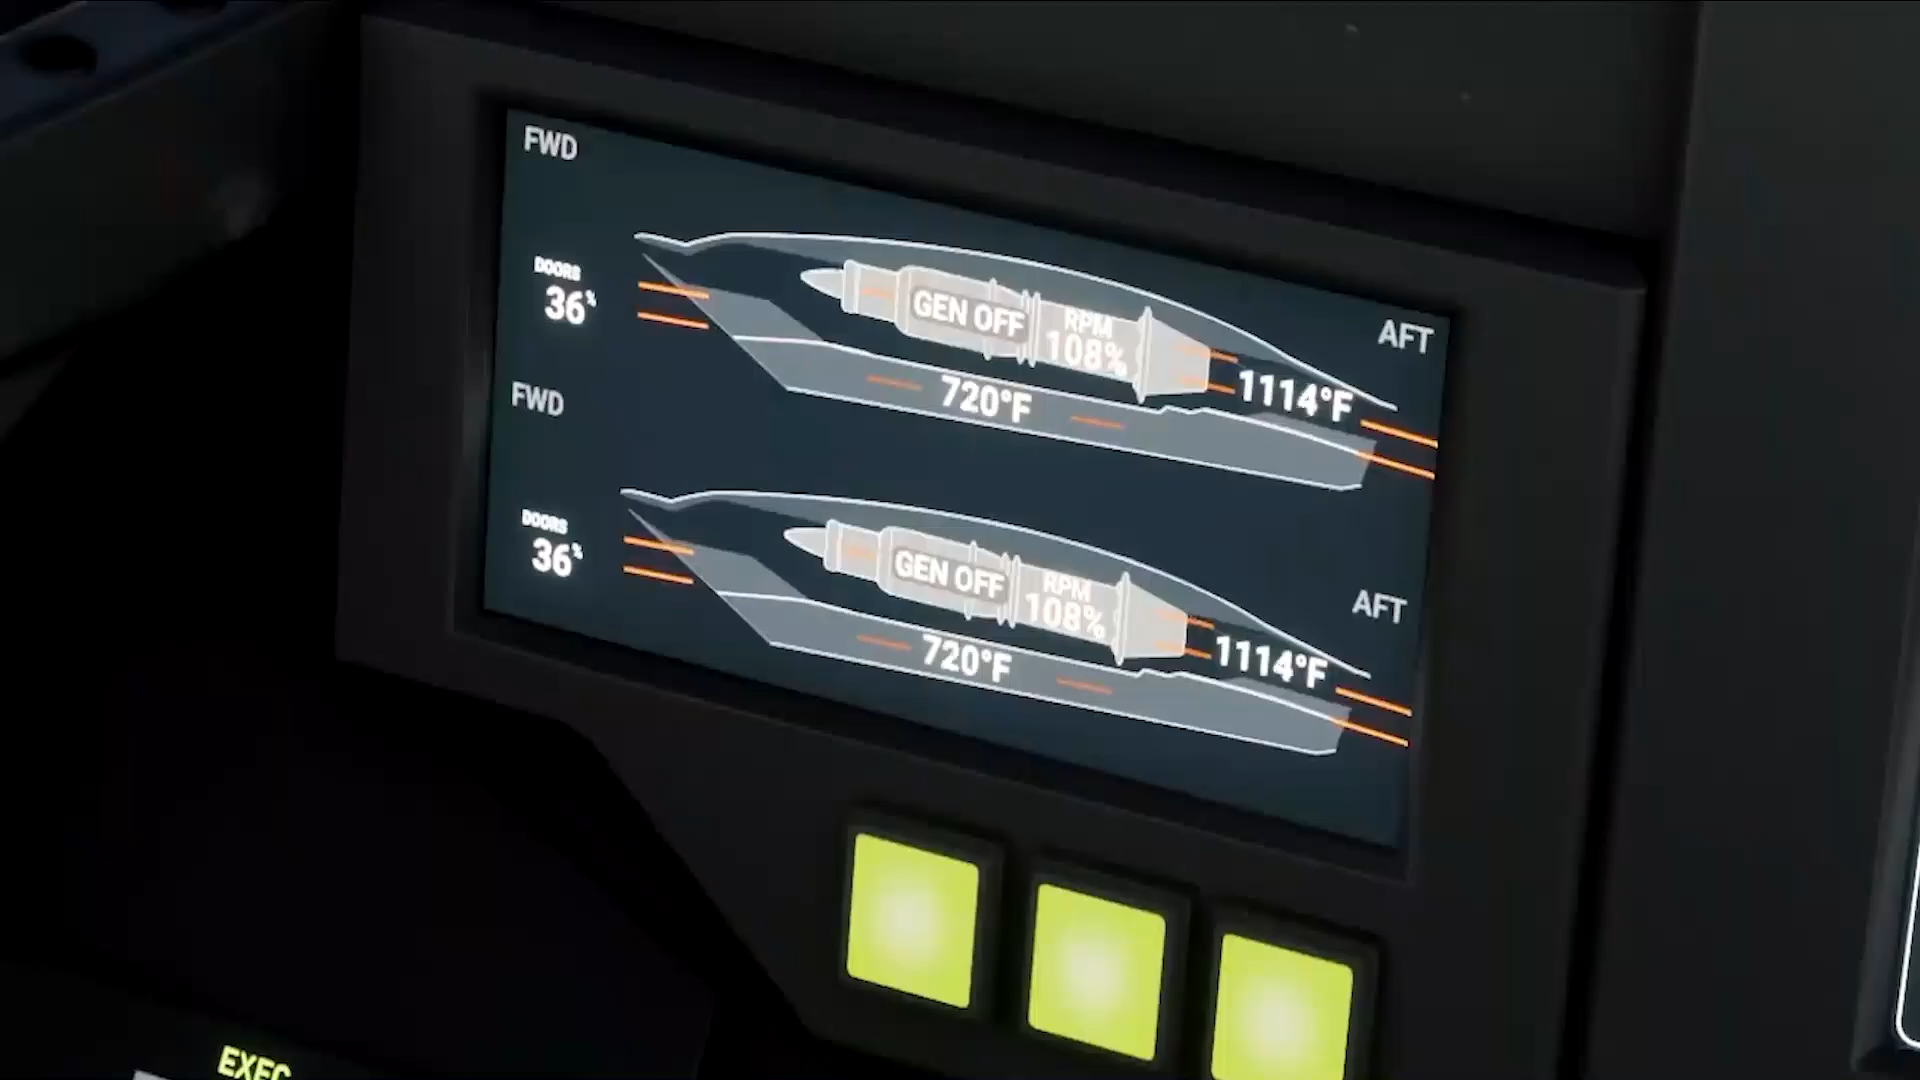 FWD
DOORS
36%
GEN OFF
RPM
108%
AFT
1114°F
720°F
FWD
DOORS
36%
GEN OFF
RPM
108%
AFT
1114°F
720°F
EXEC